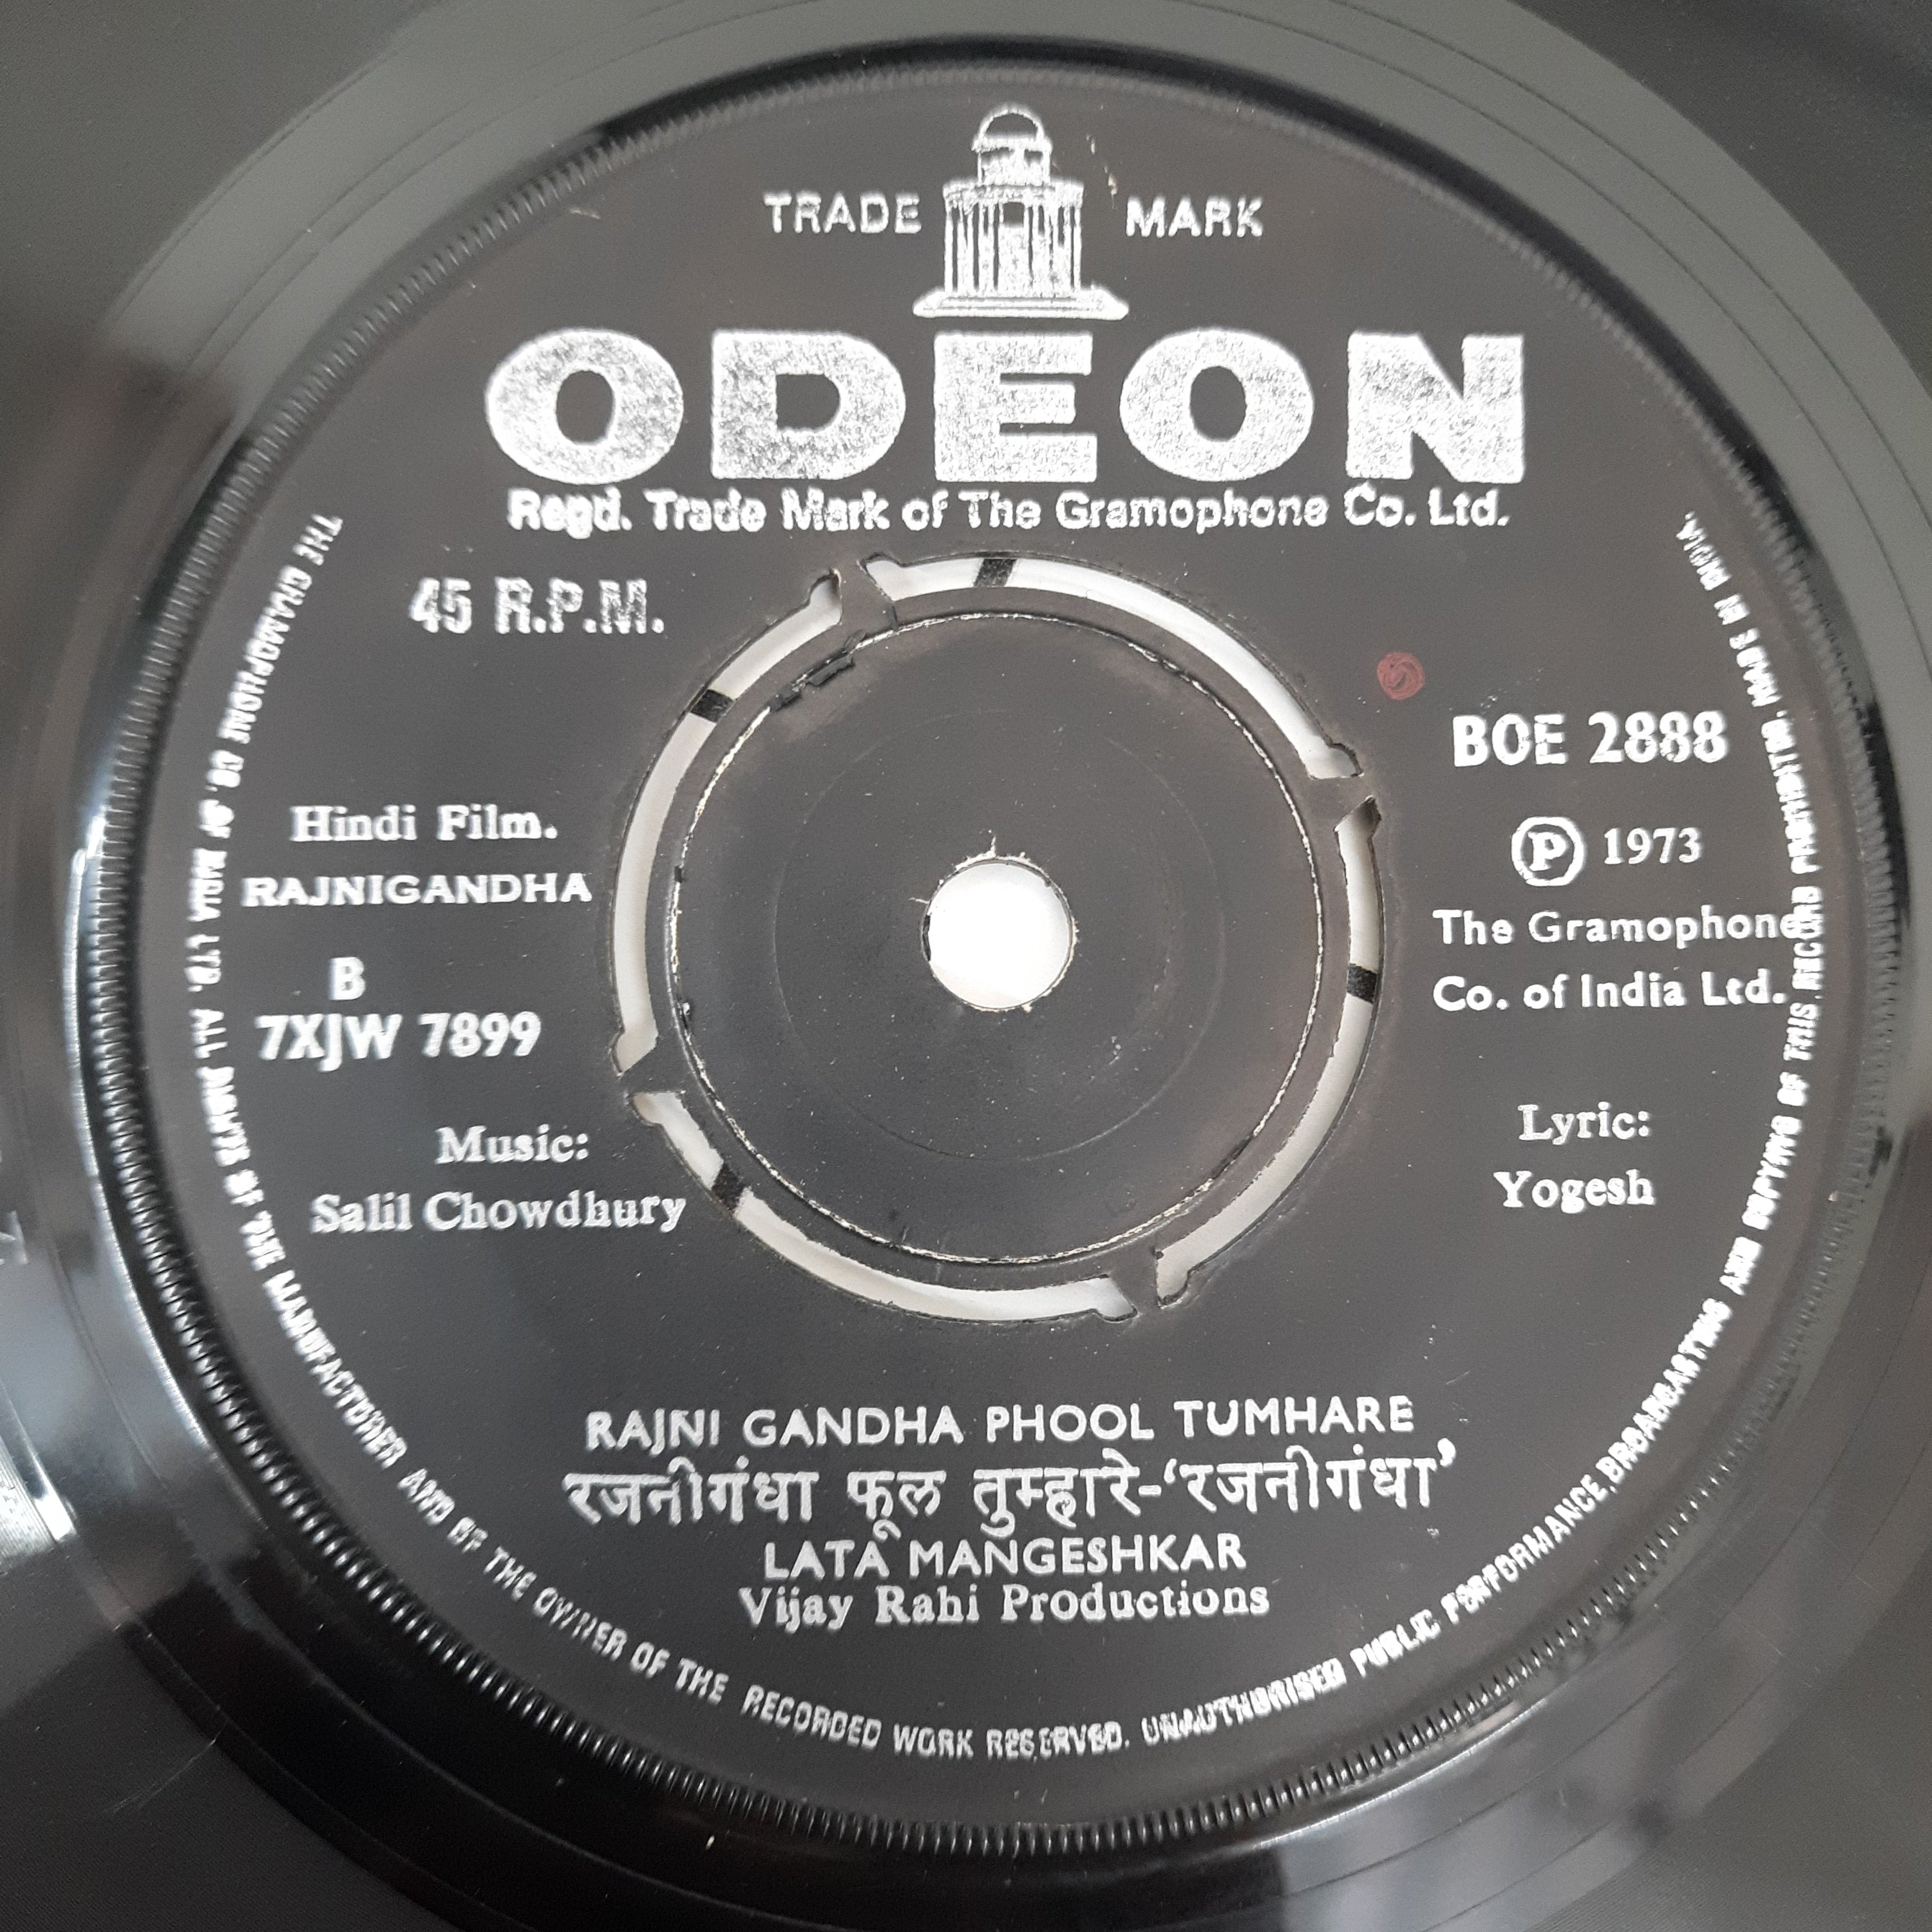 TRADE MARK
ODEON
Regd. Trade Mark of The Gramophone Co. Ltd.
45 R.P.M.
BOE 2888
Hindi Film.
RAJNIGANDHA
Ⓟ 1973
The Gramophone
Co. of India Ltd.
B
7XJW 7899
Music:
Salil Chowdhury
Lyric:
Yogesh
RAJNI GANDHA PHOOL TUMHARE
रजनीगंधा फूल तुम्हारे-‘रजनीगंधा’
LATA MANGESHKAR
Vijay Rahi Productions
THE GRAMOPHONE CO. OF INDIA LTD. ALL RIGHTS OF THE MANUFACTURER AND OF THE OWNER OF THE RECORDED WORK RESERVED. UNAUTHORISED PUBLIC PERFORMANCE, BROADCASTING AND COPYING OF THIS RECORD PROHIBITED. MADE IN INDIA.